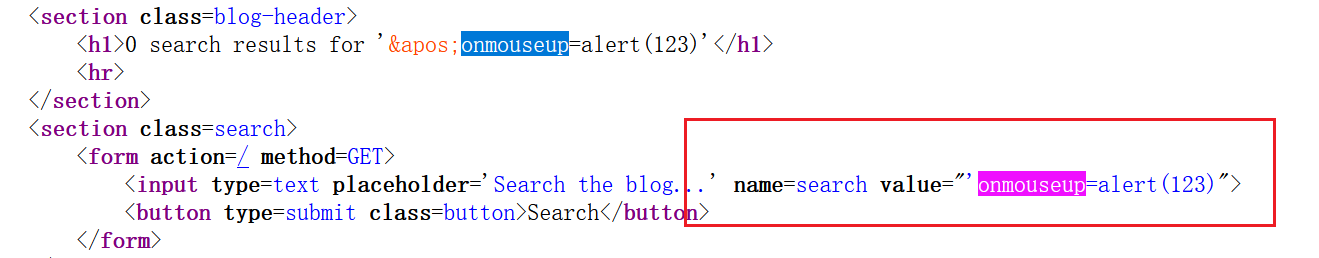 <section class=blog-header>
<h1>0 search results for '&apos;onmouseup=alert(123)'</h1>
<hr>
</section>
<section class=search>
<form action=/ method=GET>
<input type=text placeholder='Search the blog...' name=search value="'onmouseup=alert(123)">
<button type=submit class=button>Search</button>
</form>